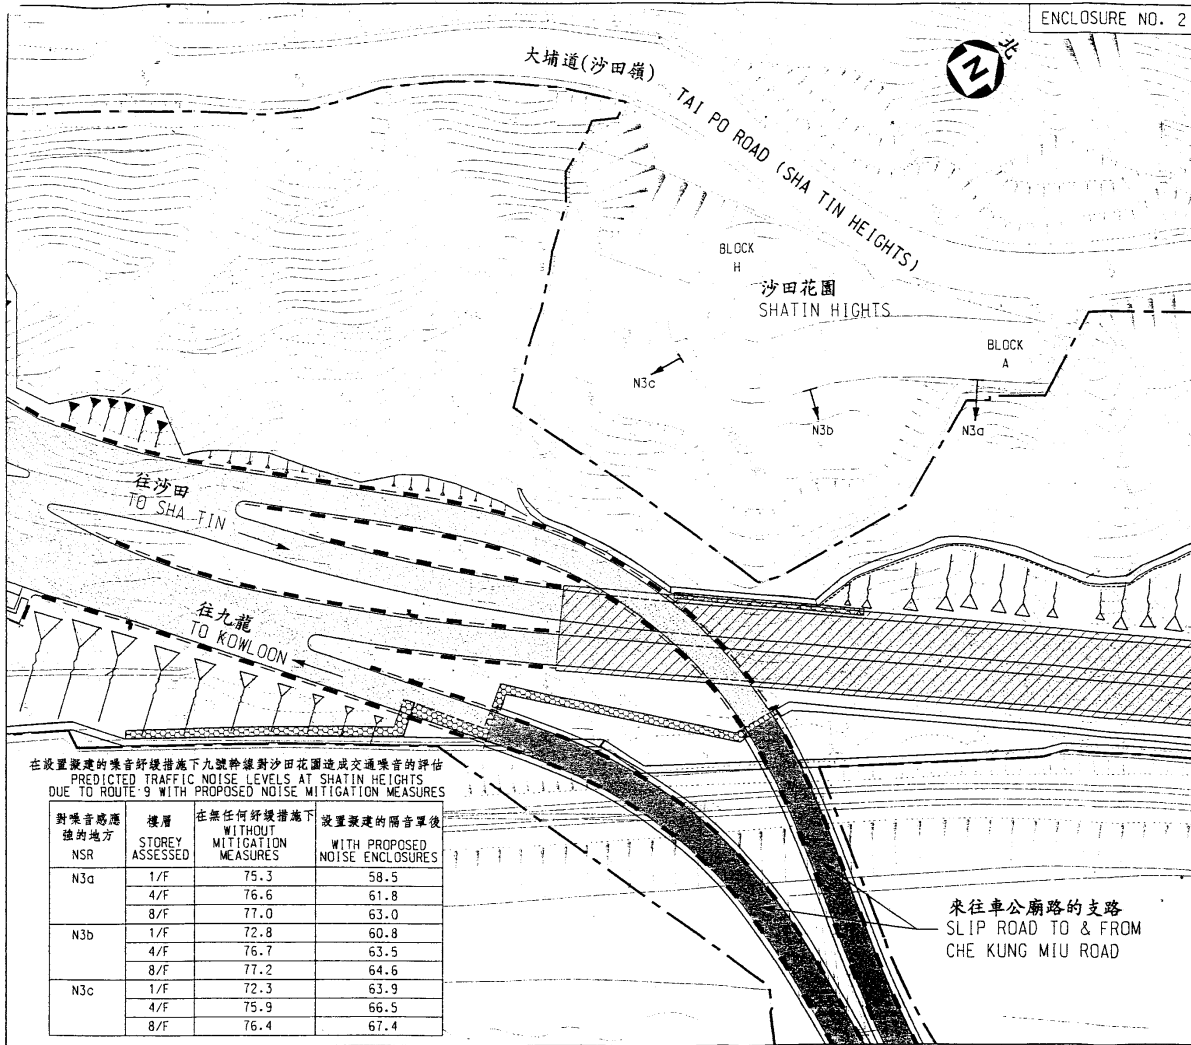 ENCLOSURE NO. 2
北
N
大埔道(沙田嶺)
TAI PO ROAD (SHA TIN HEIGHTS)
BLOCK
H
沙田花園
SHATIN HIGHTS
BLOCK
A
N3c
N3b
N3a
往沙田
TO SHA TIN
往九龍
TO KOWLOON
在設置擬建的噪音紓緩措施下九號幹線對沙田花園造成交通噪音的評估
PREDICTED TRAFFIC NOISE LEVELS AT SHATIN HEIGHTS
DUE TO ROUTE 9 WITH PROPOSED NOISE MITIGATION MEASURES
對噪音感應
強的地方
NSR
樓層
STOREY
ASSESSED
在無任何紓緩措施下
WITHOUT
MITIGATION
MEASURES
設置擬建的隔音罩後
WITH PROPOSED
NOISE ENCLOSURES
N3a 1/F 75.3 58.5
4/F 76.6 61.8
8/F 77.0 63.0
N3b 1/F 72.8 60.8
4/F 76.7 63.5
8/F 77.2 64.6
N3c 1/F 72.3 63.9
4/F 75.9 66.5
8/F 76.4 67.4
來往車公廟路的支路
SLIP ROAD TO & FROM
CHE KUNG MIU ROAD